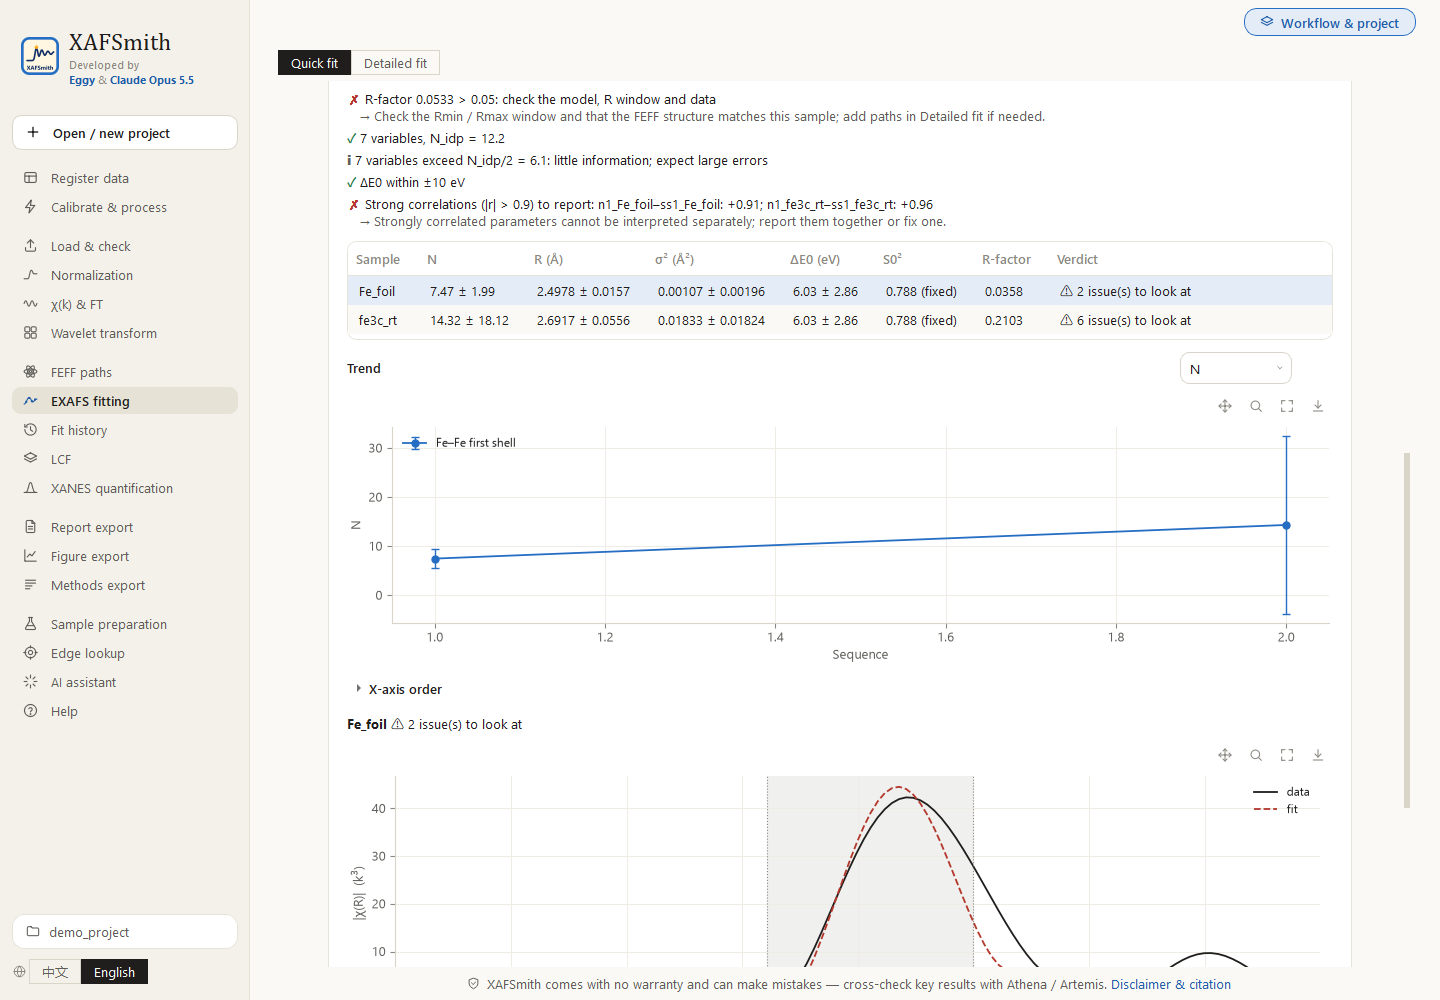 XAFSmith
Developed by
Eggy & Claude Opus 5.5
XAFSmith
Open / new project
Register data
Calibrate & process
Load & check
Normalization
χ(k) & FT
Wavelet transform
FEFF paths
EXAFS fitting
Fit history
LCF
XANES quantification
Report export
Figure export
Methods export
Sample preparation
Edge lookup
AI assistant
Help
demo_project
中文 English
Workflow & project
Quick fit Detailed fit
✗ R-factor 0.0533 > 0.05: check the model, R window and data
→ Check the Rmin / Rmax window and that the FEFF structure matches this sample; add paths in Detailed fit if needed.
✓ 7 variables, N_idp = 12.2
ℹ 7 variables exceed N_idp/2 = 6.1: little information; expect large errors
✓ ΔE0 within ±10 eV
✗ Strong correlations (|r| > 0.9) to report: n1_Fe_foil–ss1_Fe_foil: +0.91; n1_fe3c_rt–ss1_fe3c_rt: +0.96
→ Strongly correlated parameters cannot be interpreted separately; report them together or fix one.
Sample N R (Å) σ² (Å²) ΔE0 (eV) S0² R-factor Verdict
Fe_foil 7.47 ± 1.99 2.4978 ± 0.0157 0.00107 ± 0.00196 6.03 ± 2.86 0.788 (fixed) 0.0358 ⚠ 2 issue(s) to look at
fe3c_rt 14.32 ± 18.12 2.6917 ± 0.0556 0.01833 ± 0.01824 6.03 ± 2.86 0.788 (fixed) 0.2103 ⚠ 6 issue(s) to look at
Trend N
Fe–Fe first shell
30
20
10
0
N
1.0 1.2 1.4 1.6 1.8 2.0
Sequence
X-axis order
Fe_foil ⚠ 2 issue(s) to look at
data
fit
40
30
20
10
|χ(R)| (k³)
XAFSmith comes with no warranty and can make mistakes — cross-check key results with Athena / Artemis. Disclaimer & citation